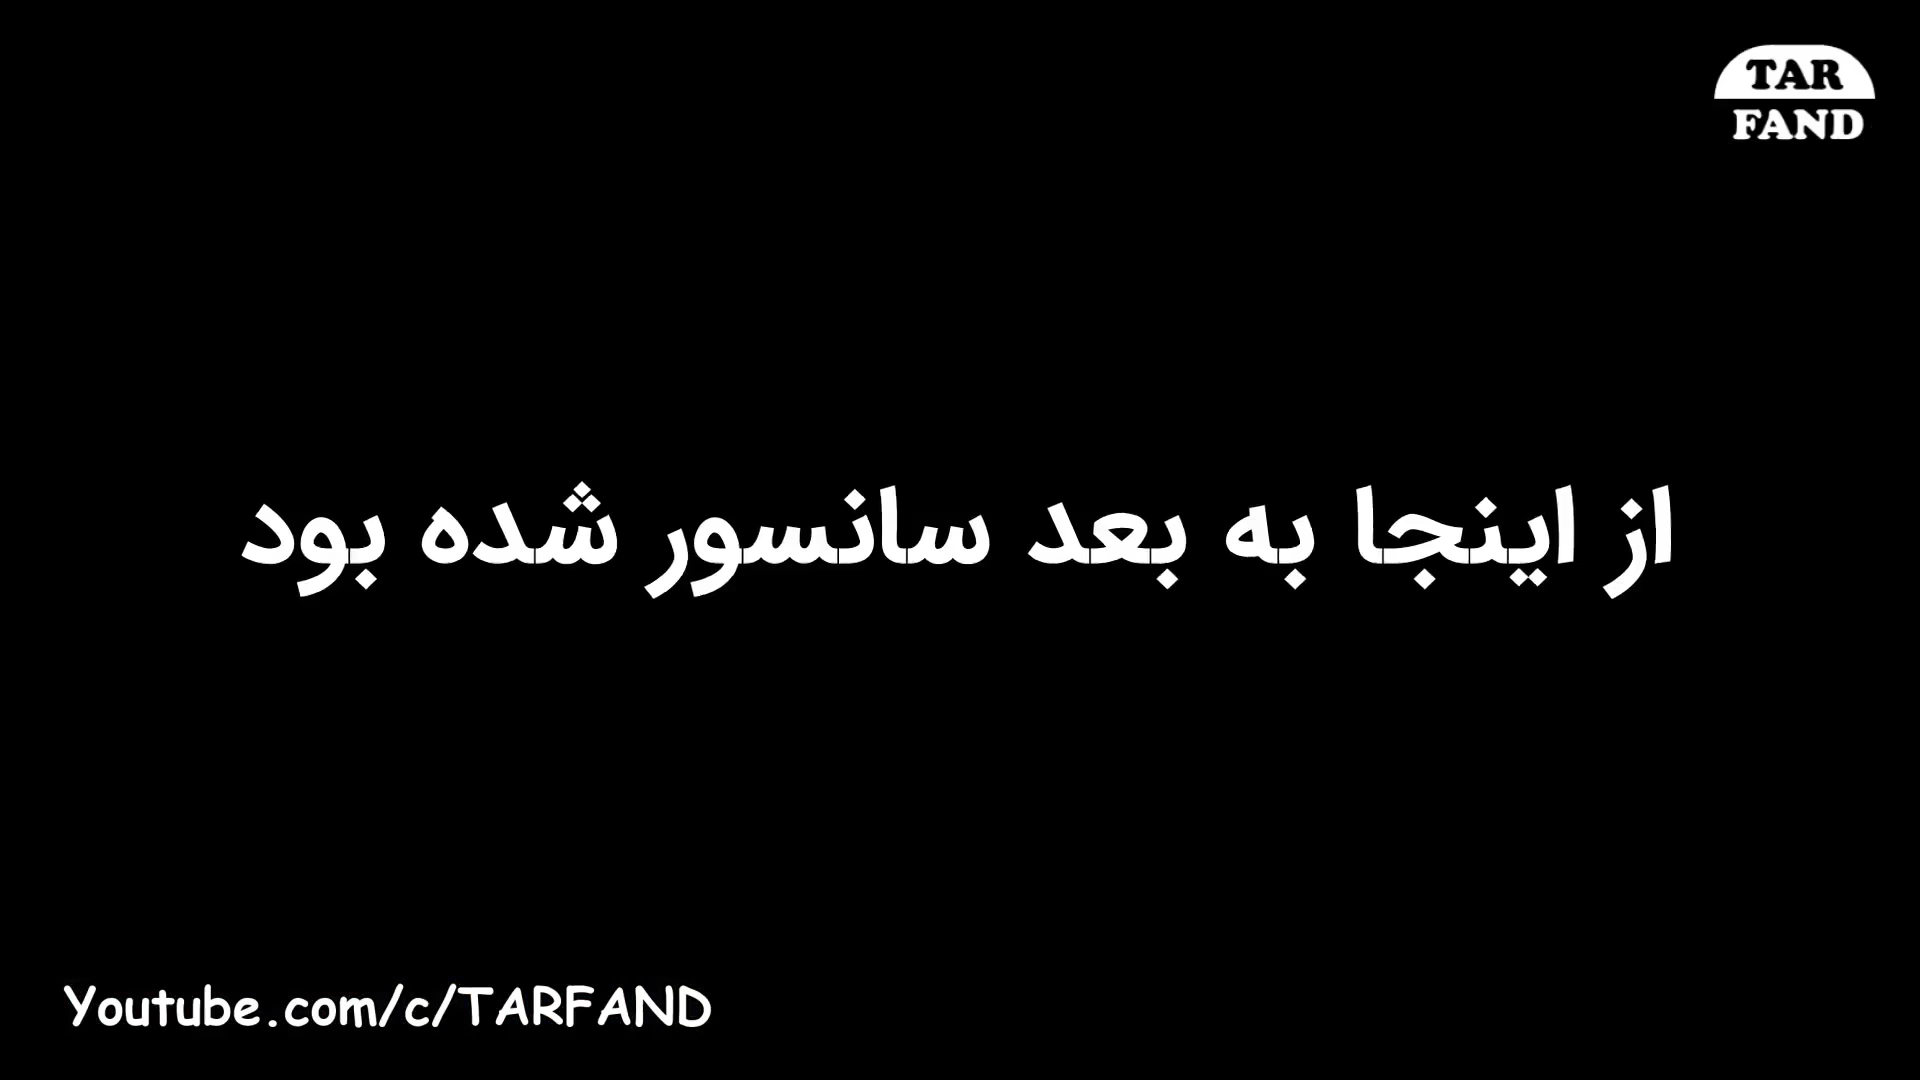 TAR
FAND
از اینجا به بعد سانسور شده بود
Youtube.com/c/TARFAND